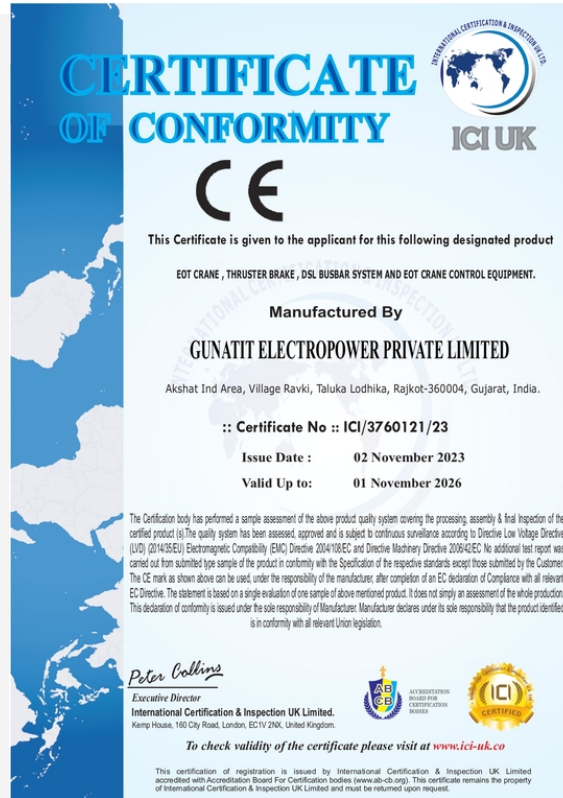 CERTIFICATE
OF CONFORMITY
INTERNATIONAL CERTIFICATION & INSPECTION UK LTD.
ICI UK
CE
This Certificate is given to the applicant for this following designated product
EOT CRANE , THRUSTER BRAKE , DSL BUSBAR SYSTEM AND EOT CRANE CONTROL EQUIPMENT.
Manufactured By
GUNATIT ELECTROPOWER PRIVATE LIMITED
Akshat Ind Area, Village Ravki, Taluka Lodhika, Rajkot-360004, Gujarat, India.
:: Certificate No :: ICI/3760121/23
Issue Date : 02 November 2023
Valid Up to: 01 November 2026
The Certification body has performed a sample assessment of the above product quality system covering the processing, assembly & final Inspection of the
certified product (s).The quality system has been assessed, approved and is subject to continuous surveillance according to Directive Low Voltage Directive
(LVD) (2014/35/EU) Electromagnetic Compatibility (EMC) Directive 2004/108/EC and Directive Machinery Directive 2006/42/EC No additional test report was
carried out from submitted type sample of the product in conformity with the Specification of the respective standards except those submitted by the Customer.
The CE mark as shown above can be used, under the responsibility of the manufacturer, after completion of an EC declaration of Compliance with all relevant
EC Directive. The statement is based on a single evaluation of one sample of above mentioned product. It does not simply an assessment of the whole production.
This declaration of conformity is issued under the sole responsibility of Manufacturer. Manufacturer declares under its sole responsibility that the product identified
is in conformity with all relevant Union legislation.
Peter Collins
Executive Director
International Certification & Inspection UK Limited.
Kemp House, 160 City Road, London, EC1V 2NX, United Kingdom.
AB
CB
ACCREDITATION
BOARD FOR
CERTIFICATION
BODIES
ICI
CERTIFIED
To check validity of the certificate please visit at www.ici-uk.co
This certification of registration is issued by International Certification & Inspection UK Limited
accredited with Accreditation Board For Certification bodies (www.ab-cb.org). This certificate remains the property
of International Certification & Inspection UK Limited and must be returned upon request.